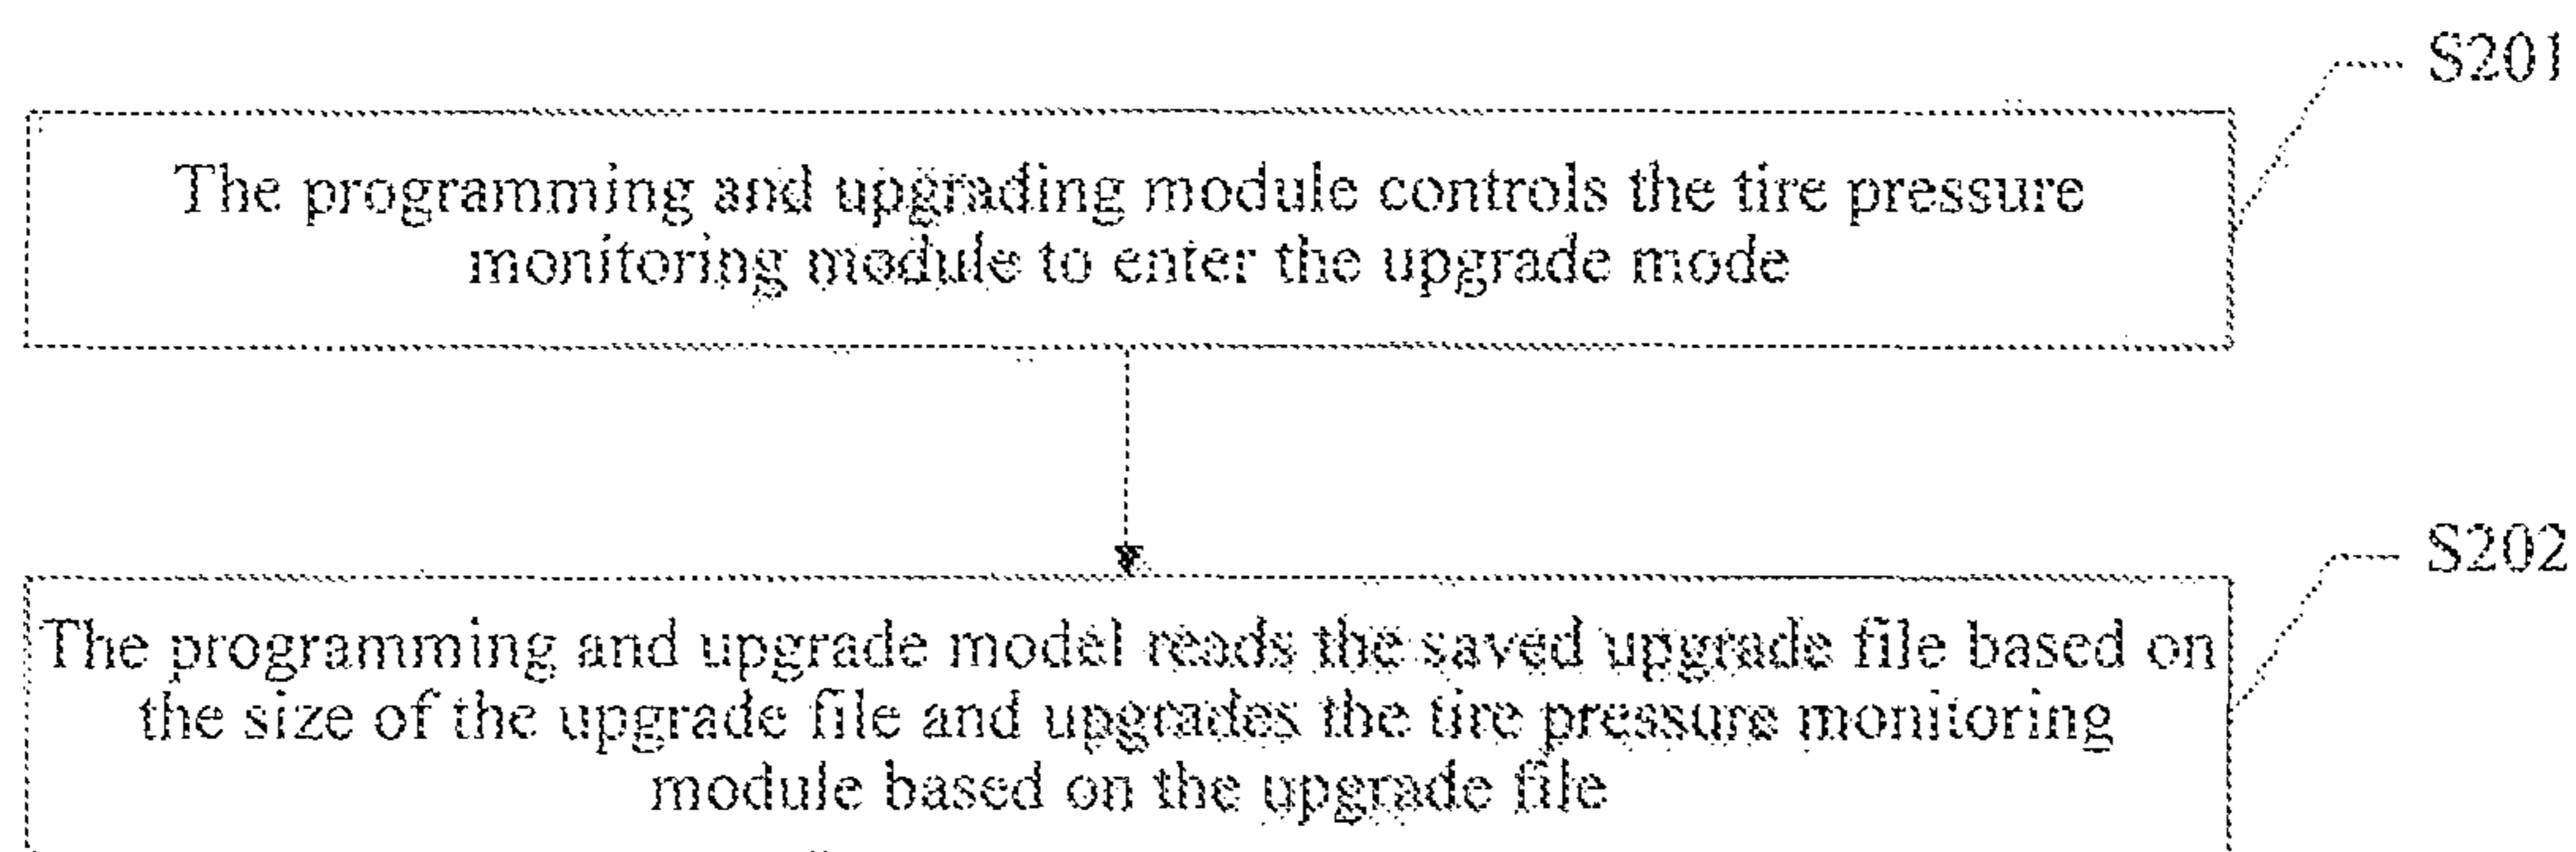 S201
The programming and upgrading module controls the tire pressure
monitoring module to enter the upgrade mode
S202
The programming and upgrade model reads the saved upgrade file based on
the size of the upgrade file and upgrades the tire pressure monitoring
module based on the upgrade file